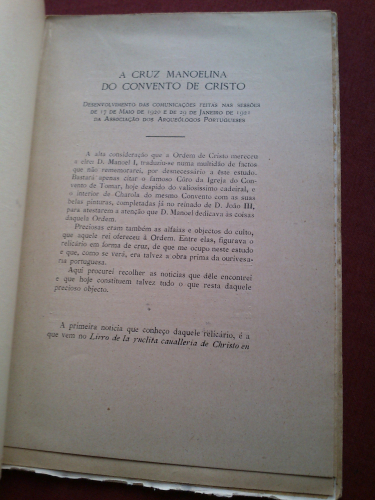 A CRUZ MANOELINA
DO CONVENTO DE CRISTO
Desenvolvimento das comunicações feitas nas sessões
de 17 de Maio de 1920 e de 29 de Janeiro de 1921
da Associação dos Arqueólogos Portugueses
A alta consideração que a Ordem de Cristo mereceu
a elrei D. Manoel I, traduziu-se numa multidão de factos
que não rememorarei, por desnecessário a êste estudo.
Bastará apenas citar o famoso Côro da Igreja do Con-
vento de Tomar, hoje despido do valiosissimo cadeiral, e
o interior da Charola do mesmo Convento com as suas
belas pinturas, completadas já no reinado de D. João III,
para atestarem a atenção que D. Manoel dedicava às coisas
daquela Ordem.
Preciosas eram também as alfaias e objectos do culto,
que aquele rei ofereceu à Ordem. Entre elas, figurava o
relicário em forma de cruz, de que me ocupo neste estudo
e que, como se verá, era talvez a obra prima da ourivesa-
ria portuguesa.
Aqui procurei recolher as noticias que dêle encontrei
e que hoje constituem talvez tudo o que resta daquele
precioso objecto.
A primeira noticia que conheço daquele relicário, é a
que vem no Livro de la ynclita caualleria de Christo en